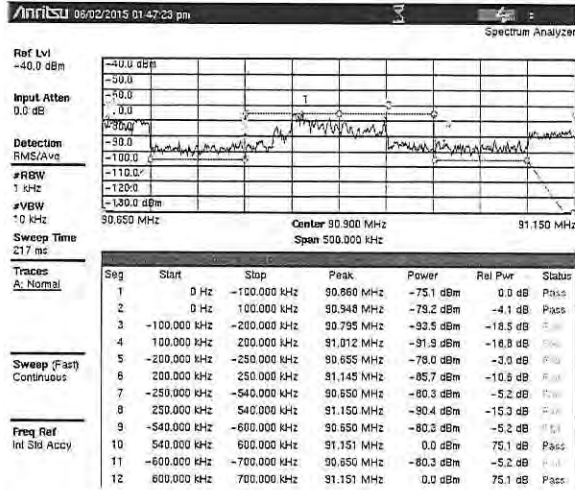 Anritsu 06/02/2015 01:47:23 pm
Spectrum Analyzer
Ref Lvl
-40.0 dBm
Input Atten
0.0 dB
Detection
RMS/Avg
#RBW
1 kHz
#VBW
10 kHz
Sweep Time
217 ms
Traces
A: Normal
Sweep (Fast)
Continuous
Freq Ref
Int Std Accy
-40.0 dBm
-50.0
-60.0
-90.0
-100.0
-110.0
-120.0
-130.0 dBm
90.650 MHz
Center 90.900 MHz
91.150 MHz
Span 500.000 kHz
Seg Start Stop Peak Power Rel Pwr Status
1 0 Hz -100.000 kHz 90.860 MHz -75.1 dBm 0.0 dB Pass
2 0 Hz 100.000 kHz 90.948 MHz -79.2 dBm -4.1 dB Pass
3 -100.000 kHz -200.000 kHz 90.795 MHz -93.5 dBm -18.5 dB
4 100.000 kHz 200.000 kHz 91.012 MHz -91.9 dBm -16.8 dB
5 -200.000 kHz -250.000 kHz 90.655 MHz -78.0 dBm -3.0 dB
6 200.000 kHz 250.000 kHz 91.145 MHz -85.7 dBm -10.6 dB
7 -250.000 kHz -540.000 kHz 90.650 MHz -80.3 dBm -5.2 dB
8 250.000 kHz 540.000 kHz 91.150 MHz -90.4 dBm -15.3 dB
9 -540.000 kHz -600.000 kHz 90.650 MHz -80.3 dBm -5.2 dB
10 540.000 kHz 600.000 kHz 91.151 MHz 0.0 dBm 75.1 dB Pass
11 -600.000 kHz -700.000 kHz 90.650 MHz -80.3 dBm -5.2 dB
12 600.000 kHz 700.000 kHz 91.151 MHz 0.0 dBm 75.1 dB Pass